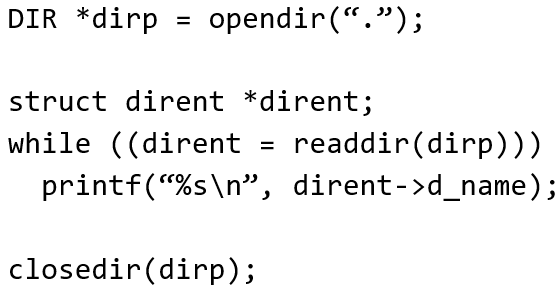 DIR *dirp = opendir(“.”);
struct dirent *dirent;
while ((dirent = readdir(dirp)))
  printf(“%s\n”, dirent->d_name);
closedir(dirp);